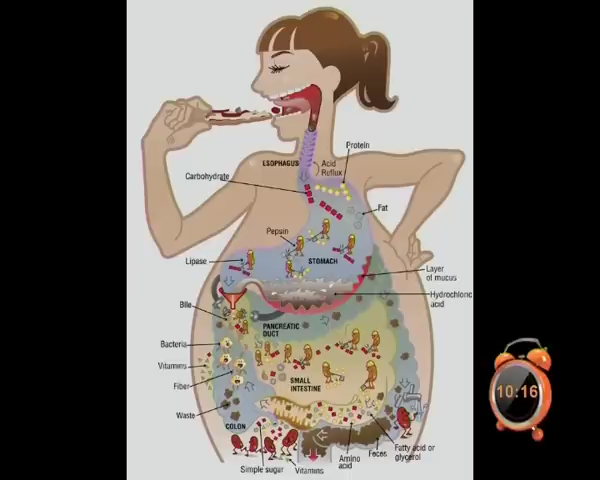 Protein
ESOPHAGUS
Acid
Reflux
Carbohydrate
Fat
Pepsin
Lipase
STOMACH
Layer
of mucus
Hydrochloric
acid
Bile
PANCREATIC
DUCT
Bacteria
Vitamins
SMALL
INTESTINE
Fiber
10:16
Waste
COLON
Simple sugar
Vitamins
Amino
acid
Feces
Fatty acid or
glycerol